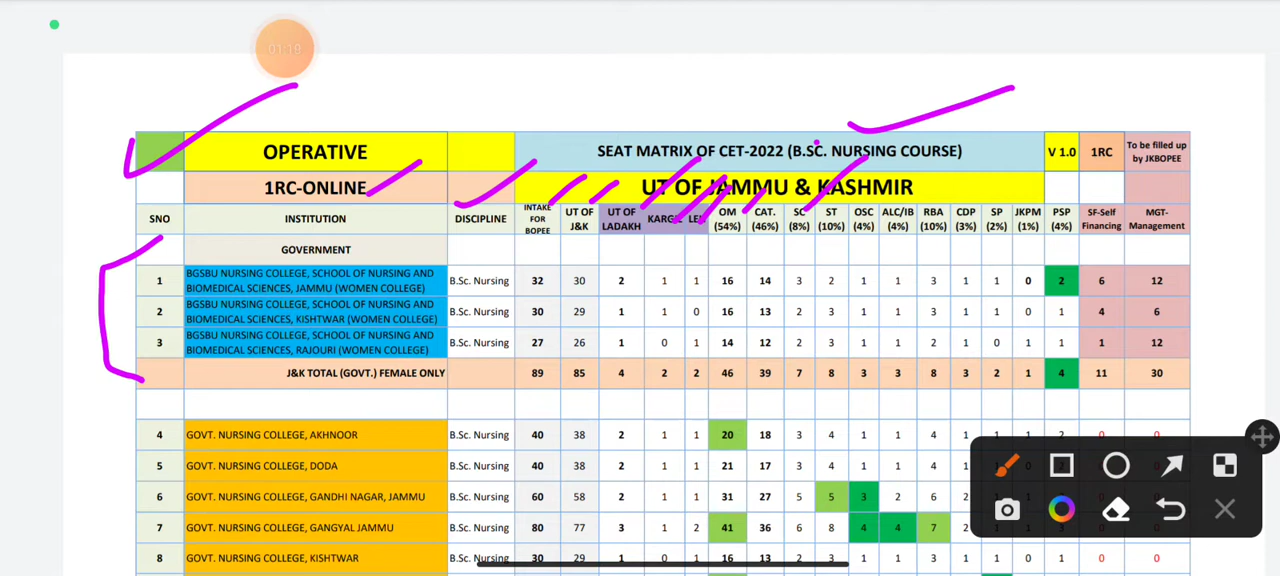 01:19
OPERATIVE SEAT MATRIX OF CET-2022 (B.SC. NURSING COURSE) V 1.0 1RC To be filled up by JKBOPEE
1RC-ONLINE UT OF JAMMU & KASHMIR
SNO INSTITUTION DISCIPLINE INTAKE FOR BOPEE UT OF J&K UT OF LADAKH OM (54%) CAT. (46%) SC (8%) ST (10%) OSC (4%) ALC/IB (4%) RBA (10%) CDP (3%) SP (2%) JKPM (1%) PSP (4%) SF-Self Financing MGT-Management
GOVERNMENT
1 BGSBU NURSING COLLEGE, SCHOOL OF NURSING AND BIOMEDICAL SCIENCES, JAMMU (WOMEN COLLEGE) B.Sc. Nursing 32 30 2 1 1 16 14 3 2 1 1 3 1 1 0 2 6 12
2 BGSBU NURSING COLLEGE, SCHOOL OF NURSING AND BIOMEDICAL SCIENCES, KISHTWAR (WOMEN COLLEGE) B.Sc. Nursing 30 29 1 1 0 16 13 2 3 1 1 3 1 1 0 1 4 6
3 BGSBU NURSING COLLEGE, SCHOOL OF NURSING AND BIOMEDICAL SCIENCES, RAJOURI (WOMEN COLLEGE) B.Sc. Nursing 27 26 1 0 1 14 12 2 3 1 1 2 1 0 1 1 1 12
J&K TOTAL (GOVT.) FEMALE ONLY 89 85 4 2 2 46 39 7 8 3 3 8 3 2 1 4 11 30
4 GOVT. NURSING COLLEGE, AKHNOOR B.Sc. Nursing 40 38 2 1 1 20 18 3 4 1 1 4 1 1 1 2 0 0
5 GOVT. NURSING COLLEGE, DODA B.Sc. Nursing 40 38 2 1 1 21 17 3 4 1 1 4
6 GOVT. NURSING COLLEGE, GANDHI NAGAR, JAMMU B.Sc. Nursing 60 58 2 1 1 31 27 5 5 3 2 6 2
7 GOVT. NURSING COLLEGE, GANGYAL JAMMU B.Sc. Nursing 80 77 3 1 2 41 36 6 8 4 4 7 2
8 GOVT. NURSING COLLEGE, KISHTWAR B.Sc. Nursing 30 29 1 0 1 16 13 2 3 1 1 3 1 1 0 1 0 0